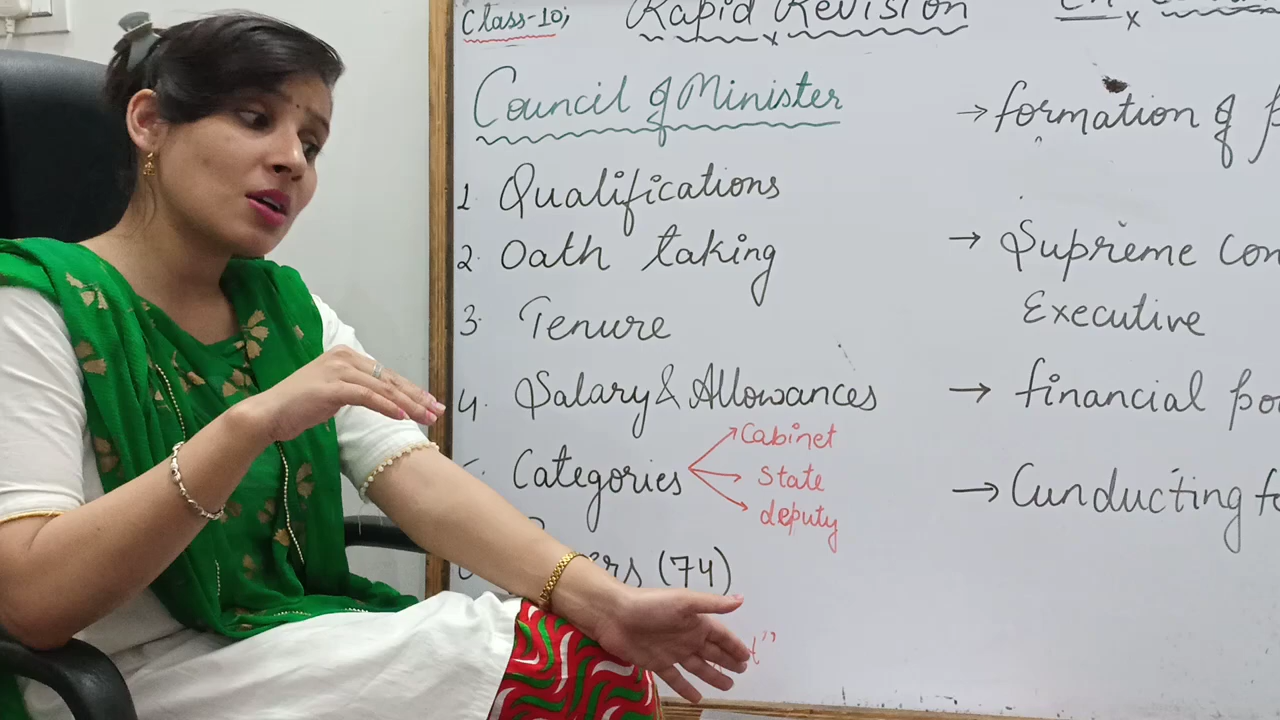 Class-10;
Rapid Revision
Council of Minister
1. Qualifications
2. Oath taking
3. Tenure
4. Salary & Allowances
Categories
Cabinet
State
deputy
(74)
→ formation of
→ Supreme
Executive
→ financial
→ Cunducting